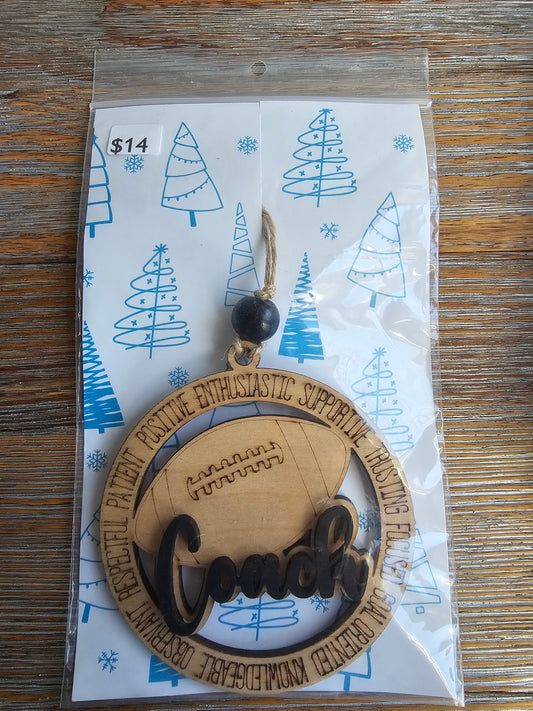 $14
RESPECTFUL PATIENT POSITIVE ENTHUSIASTIC SUPPORTIVE TRUSTING FOCUSED GOAL ORIENTED KNOWLEDGEABLE OBSERVANT
Coach